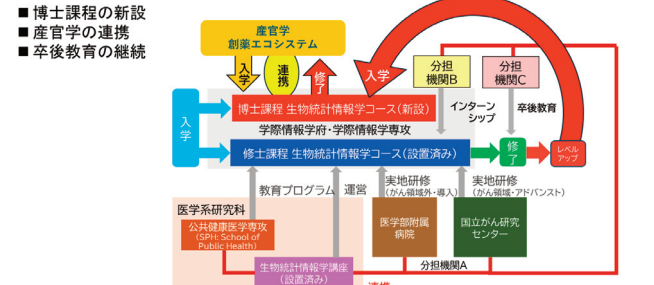 ■ 博士課程の新設
■ 産官学の連携
■ 卒後教育の継続
産官学
創薬エコシステム
入学
連携
修了
入学
分担
機関B
分担
機関C
入学
博士課程 生物統計情報学コース(新設)
インターン
シップ
卒後教育
学際情報学府・学際情報学専攻
修士課程 生物統計情報学コース(設置済み)
修了
レベル
アップ
教育プログラム
運営
実地研修
(がん領域外・導入)
実地研修
(がん領域・アドバンスト)
医学系研究科
公共健康医学専攻
(SPH: School of
Public Health)
医学部附属
病院
国立がん研究
センター
生物統計情報学講座
(設置済み)
分担機関A
連携